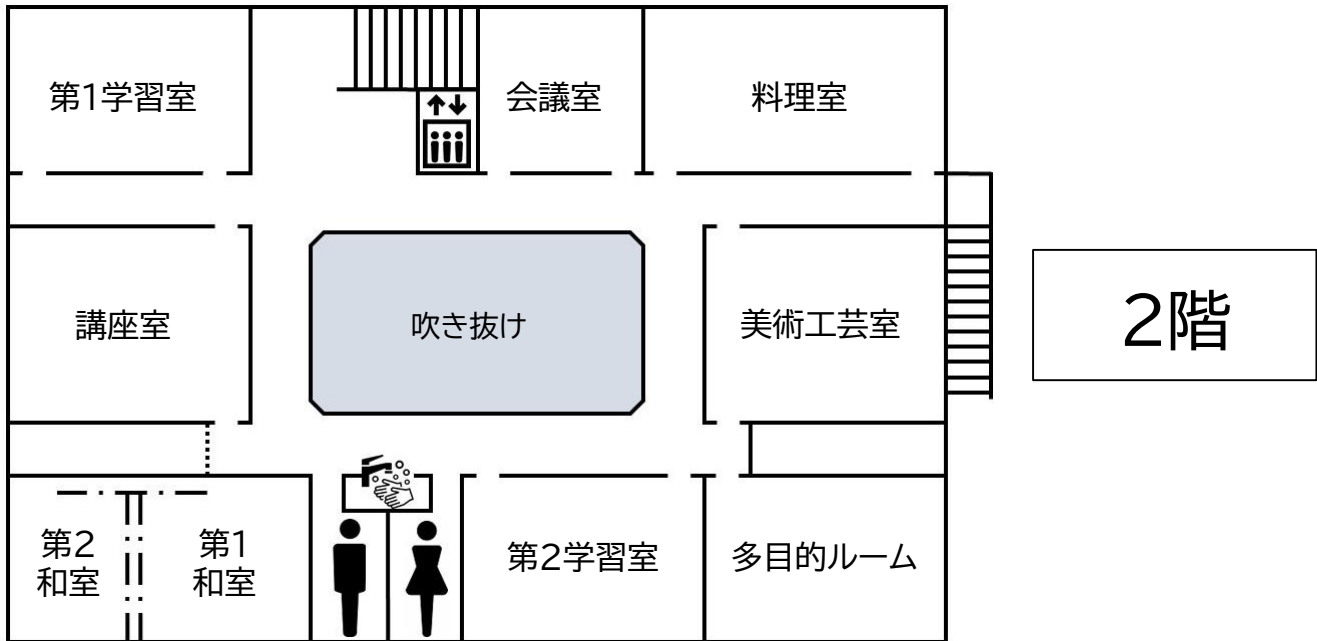 第1学習室
会議室
料理室
講座室
吹き抜け
美術工芸室
2階
第2
和室
第1
和室
第2学習室
多目的ルーム